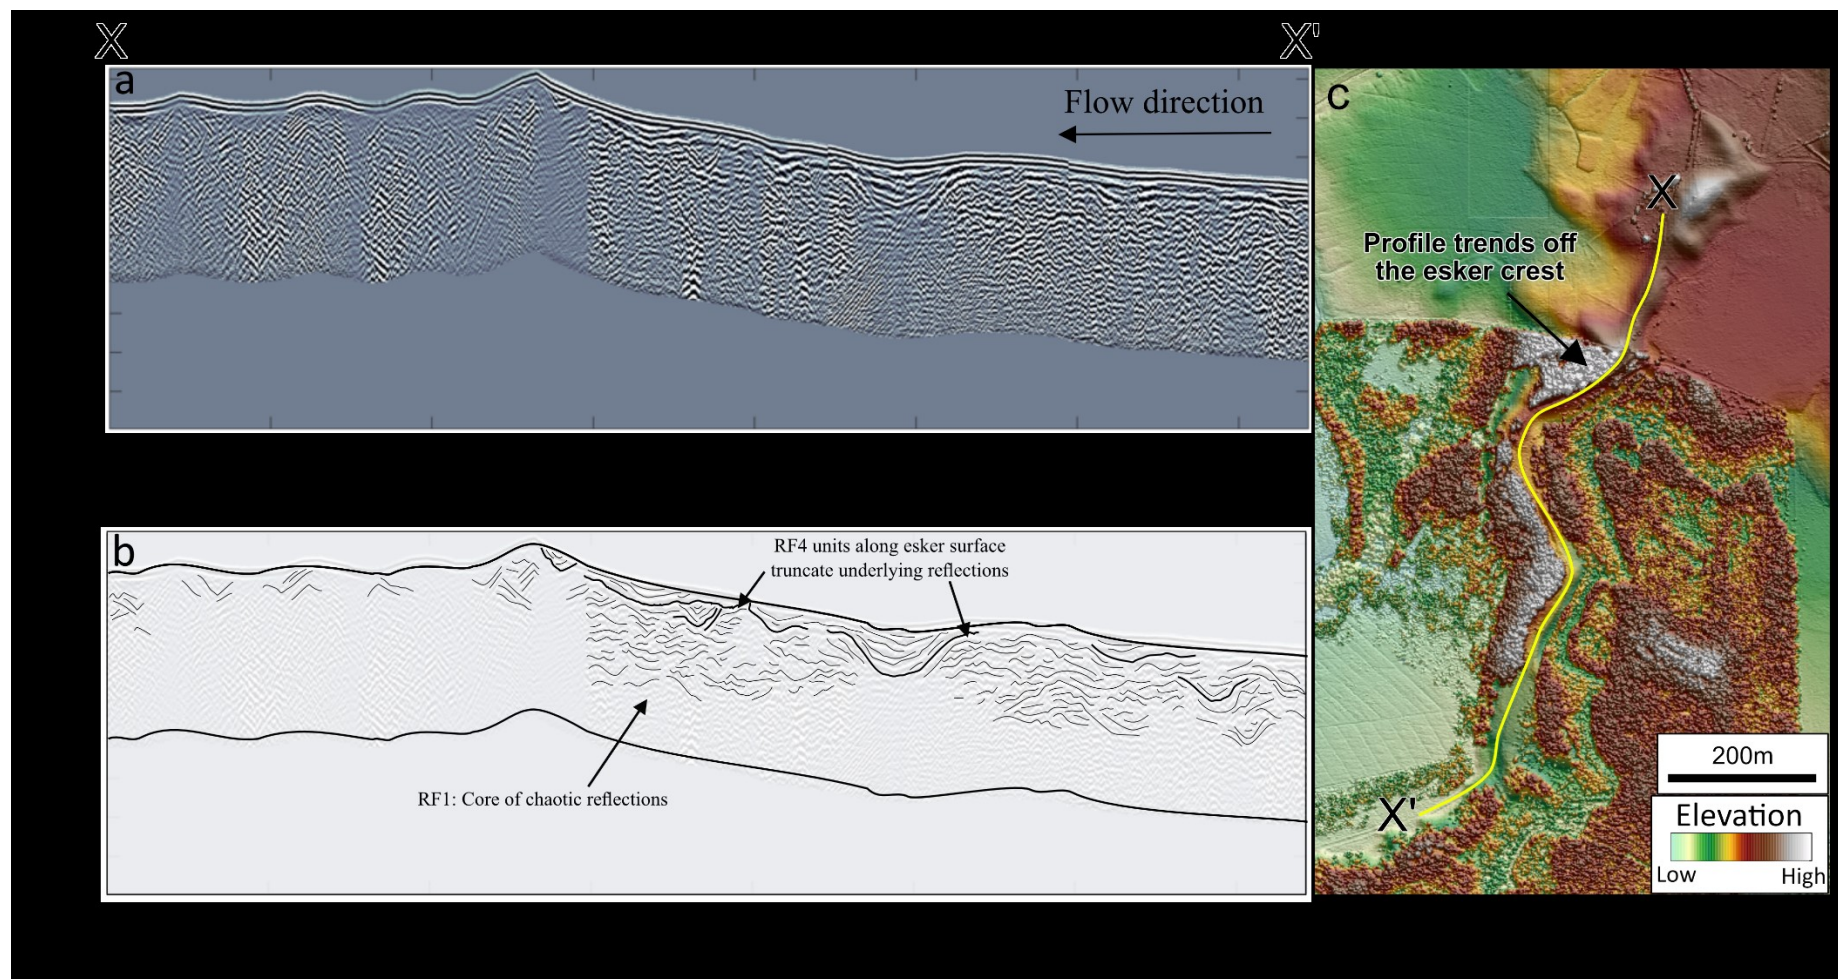 X
X'
a
Flow direction
b
RF4 units along esker surface
truncate underlying reflections
RF1: Core of chaotic reflections
c
X
Profile trends off
the esker crest
X'
200m
Elevation
Low
High